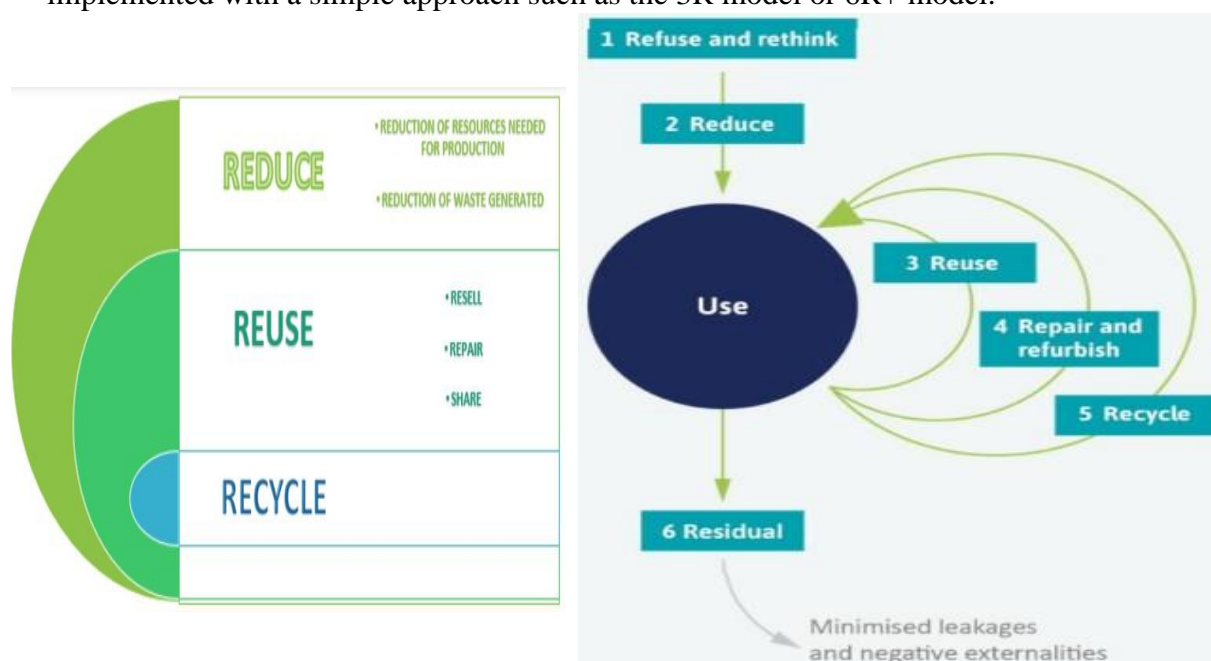 implemented with a simple approach such as the 3R model or 6R+ model.
REDUCE
•REDUCTION OF RESOURCES NEEDED
FOR PRODUCTION
•REDUCTION OF WASTE GENERATED
REUSE
•RESELL
•REPAIR
•SHARE
RECYCLE
1 Refuse and rethink
2 Reduce
Use
3 Reuse
4 Repair and
refurbish
5 Recycle
6 Residual
Minimised leakages
and negative externalities